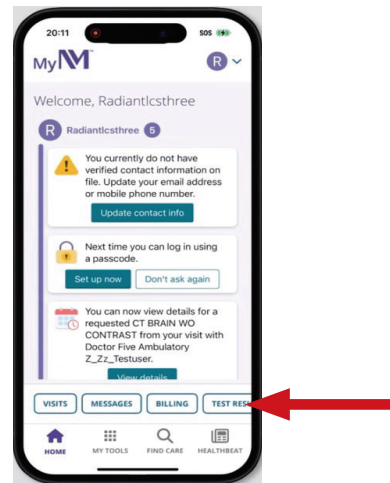 20:11
SOS
MyNM
R
Welcome, Radiantlcsthree
R Radiantlcsthree 5
You currently do not have
verified contact information on
file. Update your email address
or mobile phone number.
Update contact info
Next time you can log in using
a passcode.
Set up now Don't ask again
You can now view details for a
requested CT BRAIN WO
CONTRAST from your visit with
Doctor Five Ambulatory
Z_Zz_Testuser.
View details
VISITS MESSAGES BILLING TEST RESU
HOME MY TOOLS FIND CARE HEALTHBEAT